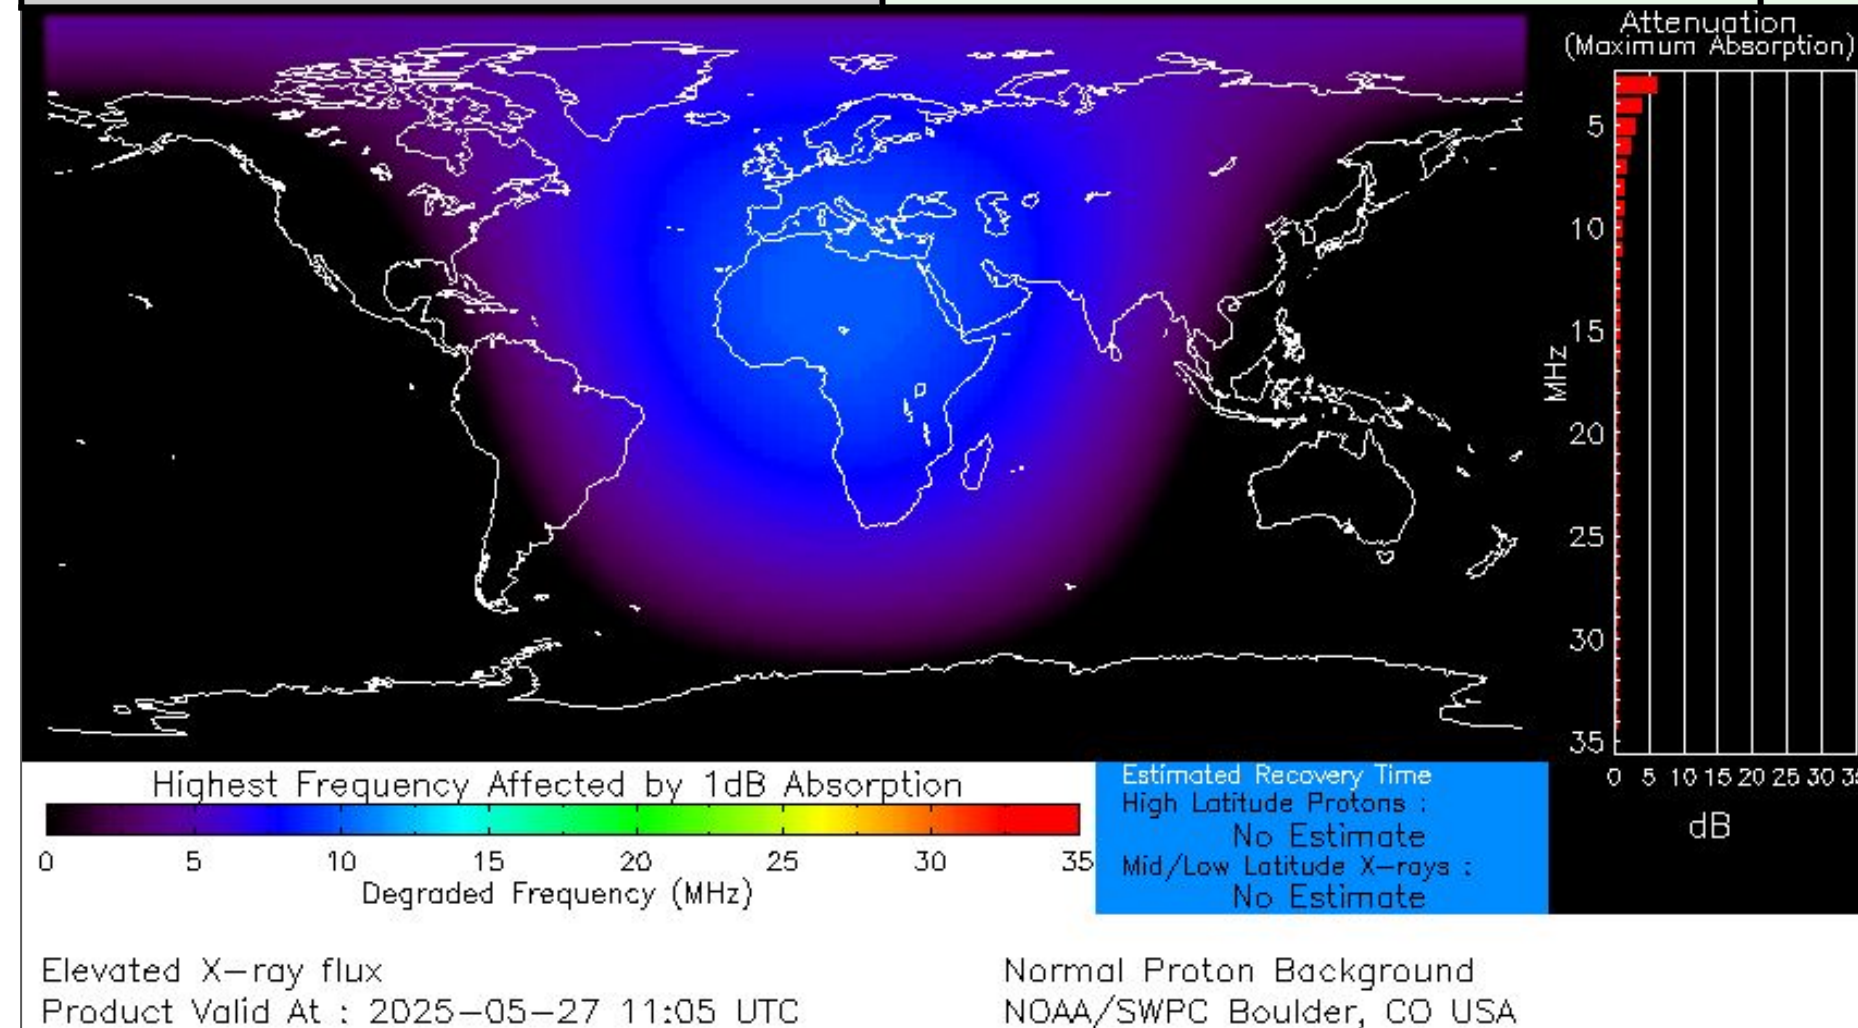 Attenuation
(Maximum Absorption)
5
10
15
20
25
30
35
MHz
0 5 10 15 20 25 30
dB
Highest Frequency Affected by 1dB Absorption
0 5 10 15 20 25 30 35
Degraded Frequency (MHz)
Estimated Recovery Time
High Latitude Protons :
No Estimate
Mid/Low Latitude X-rays :
No Estimate
Elevated X-ray flux
Normal Proton Background
Product Valid At : 2025-05-27 11:05 UTC
NOAA/SWPC Boulder, CO USA